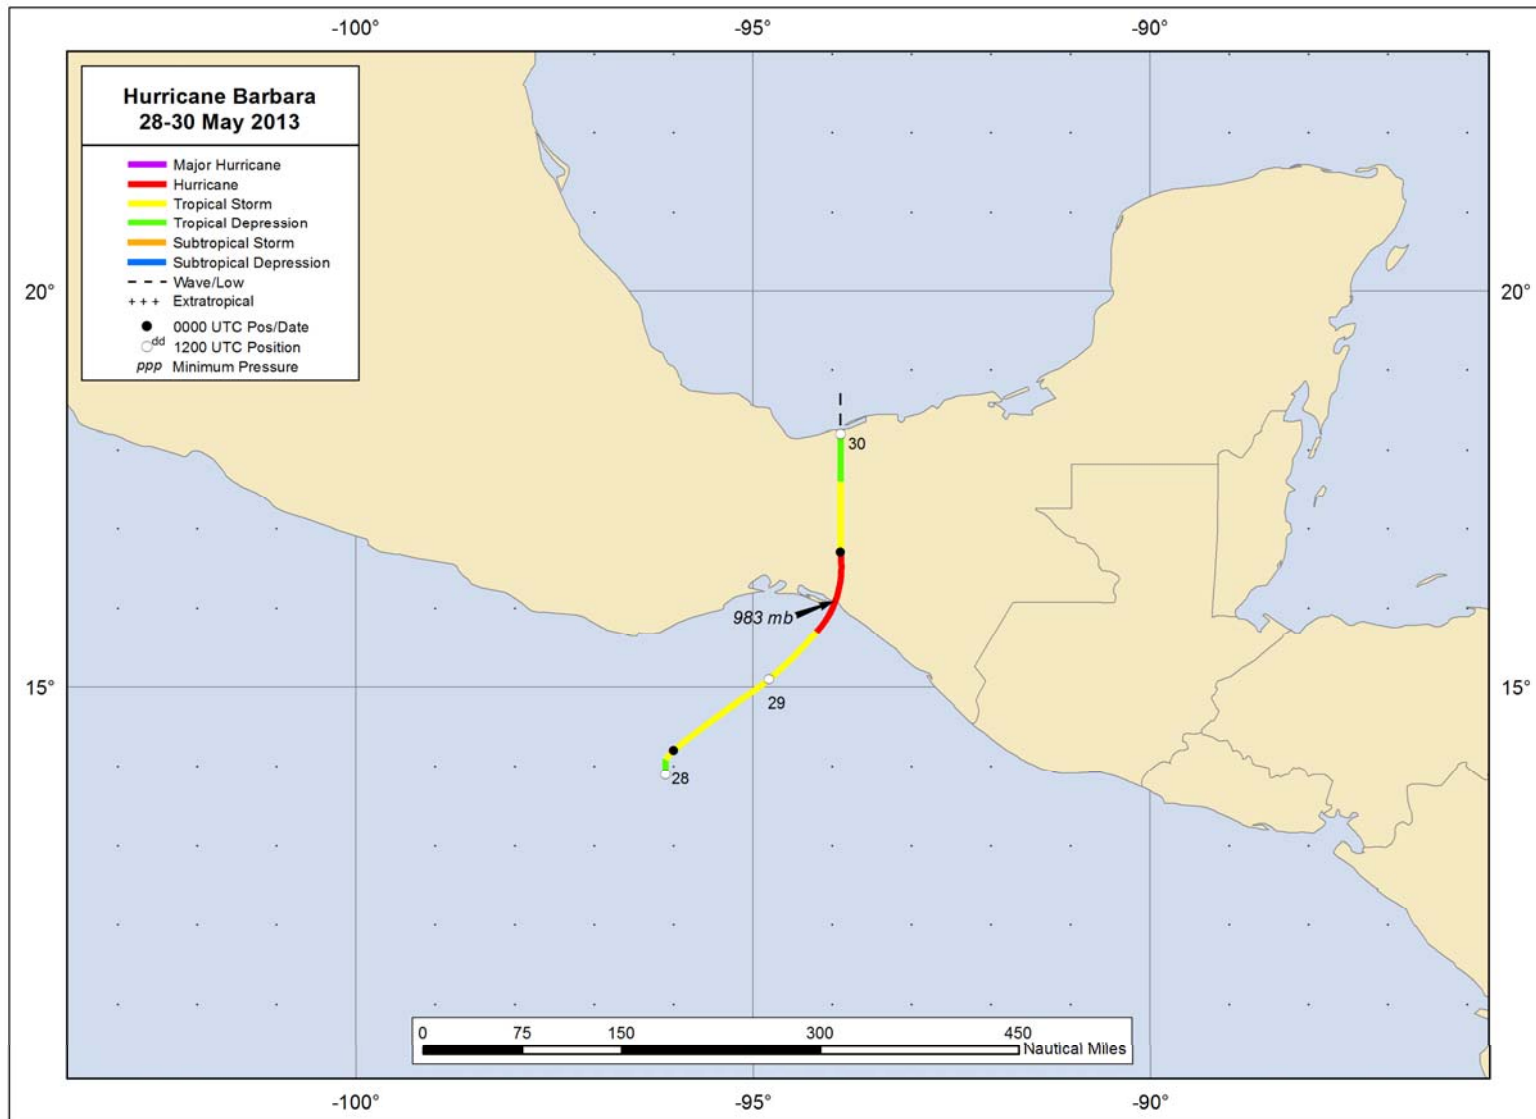 -100° -95° -90°
Hurricane Barbara
28-30 May 2013
Major Hurricane
Hurricane
Tropical Storm
Tropical Depression
Subtropical Storm
Subtropical Depression
Wave/Low
+++ Extratropical
0000 UTC Pos/Date
dd 1200 UTC Position
ppp Minimum Pressure
20° 20°
30
983 mb
15° 15°
29
28
0 75 150 300 450
Nautical Miles
-100° -95° -90°